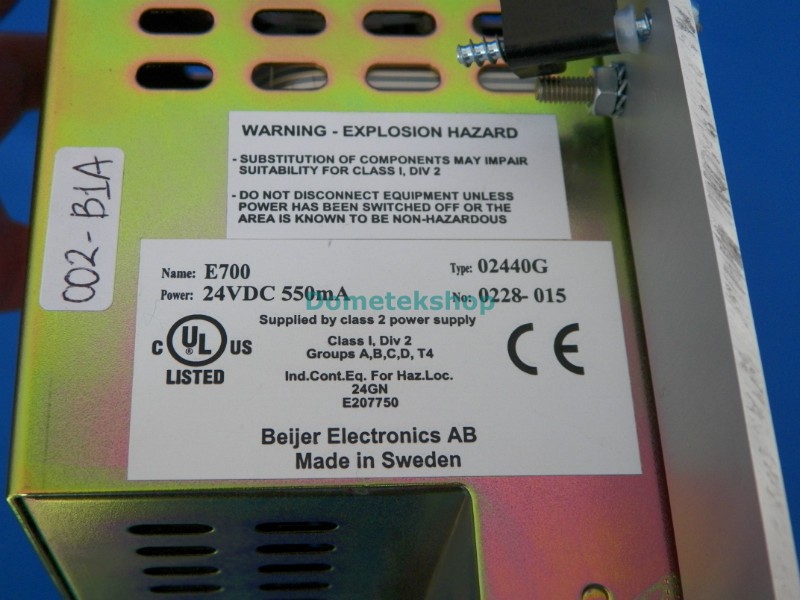 WARNING - EXPLOSION HAZARD
- SUBSTITUTION OF COMPONENTS MAY IMPAIR
SUITABILITY FOR CLASS I, DIV 2
- DO NOT DISCONNECT EQUIPMENT UNLESS
POWER HAS BEEN SWITCHED OFF OR THE
AREA IS KNOWN TO BE NON-HAZARDOUS
002-B1A
Name: E700
Type: 02440G
Power: 24VDC 550mA
No: 0228-015
Dometekshop
Supplied by class 2 power supply
C UL US
LISTED
Class I, Div 2
Groups A,B,C,D, T4
CE
Ind.Cont.Eq. For Haz.Loc.
24GN
E207750
Beijer Electronics AB
Made in Sweden